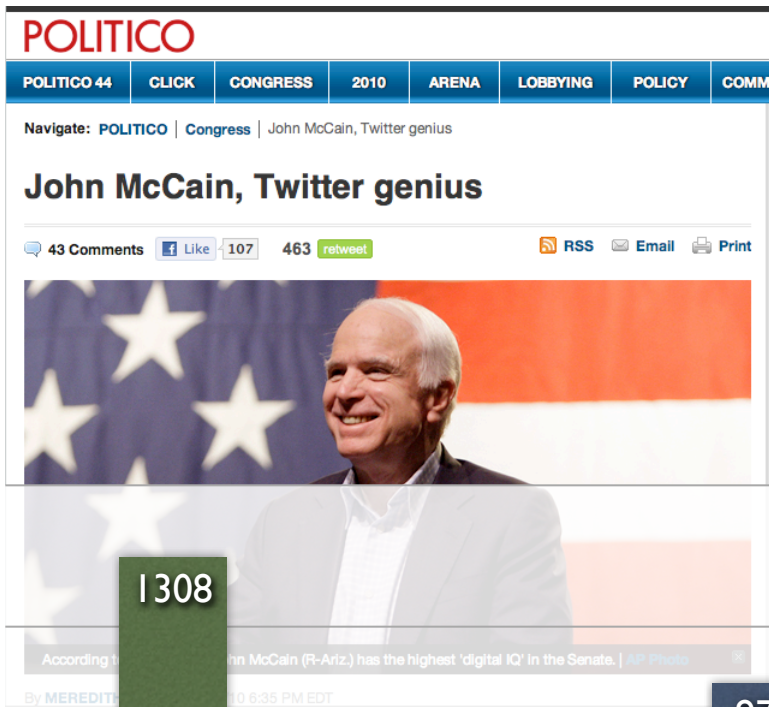 POLITICO
POLITICO 44 CLICK CONGRESS 2010 ARENA LOBBYING POLICY COMM
Navigate: POLITICO | Congress | John McCain, Twitter genius
John McCain, Twitter genius
43 Comments Like 107 463 retweet RSS Email Print
1308
According t hn McCain (R-Ariz.) has the highest 'digital IQ' in the Senate. | AP Photo
By MEREDITH 10 6:35 PM EDT